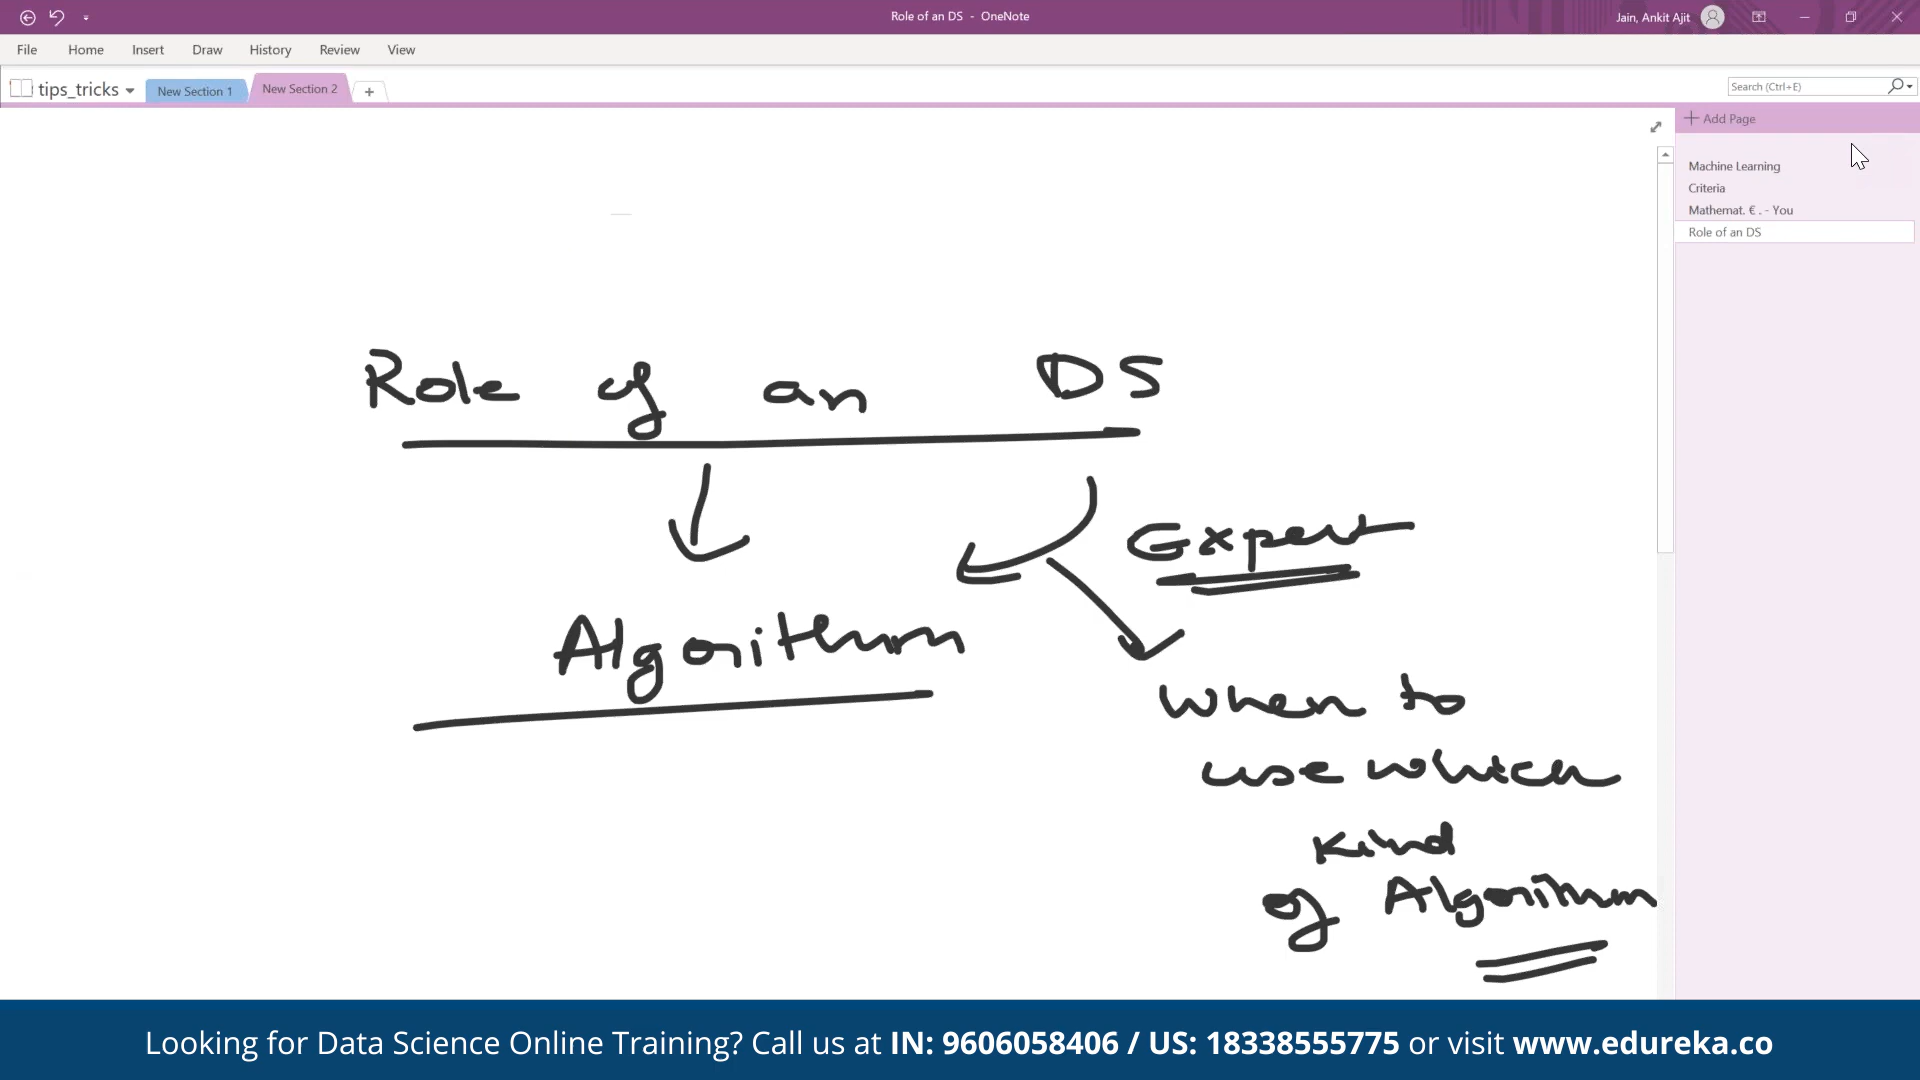 Role of an DS - OneNote
Jain, Ankit Ajit
File Home Insert Draw History Review View
tips_tricks New Section 1 New Section 2 +
Search (Ctrl+E)
Add Page
Machine Learning
Criteria
Mathemat. € . - You
Role of an DS
Role of an DS
Expert
Algorithm
when to
use which
kind
of Algorithm
Looking for Data Science Online Training? Call us at IN: 9606058406 / US: 18338555775 or visit www.edureka.co